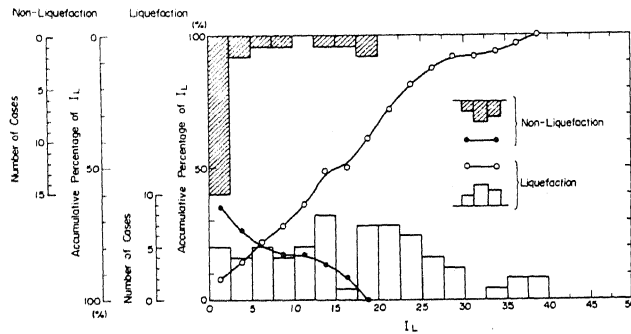 Non-Liquefaction
Liquefaction
Number of Cases
0
5
10
15
Accumulative Percentage of IL
0
50
100
(%)
Number of Cases
10
5
0
Accumulative Percentage of IL
(%)
100
50
0
Non-Liquefaction
Liquefaction
0
5
10
15
20
25
30
35
40
45
50
IL